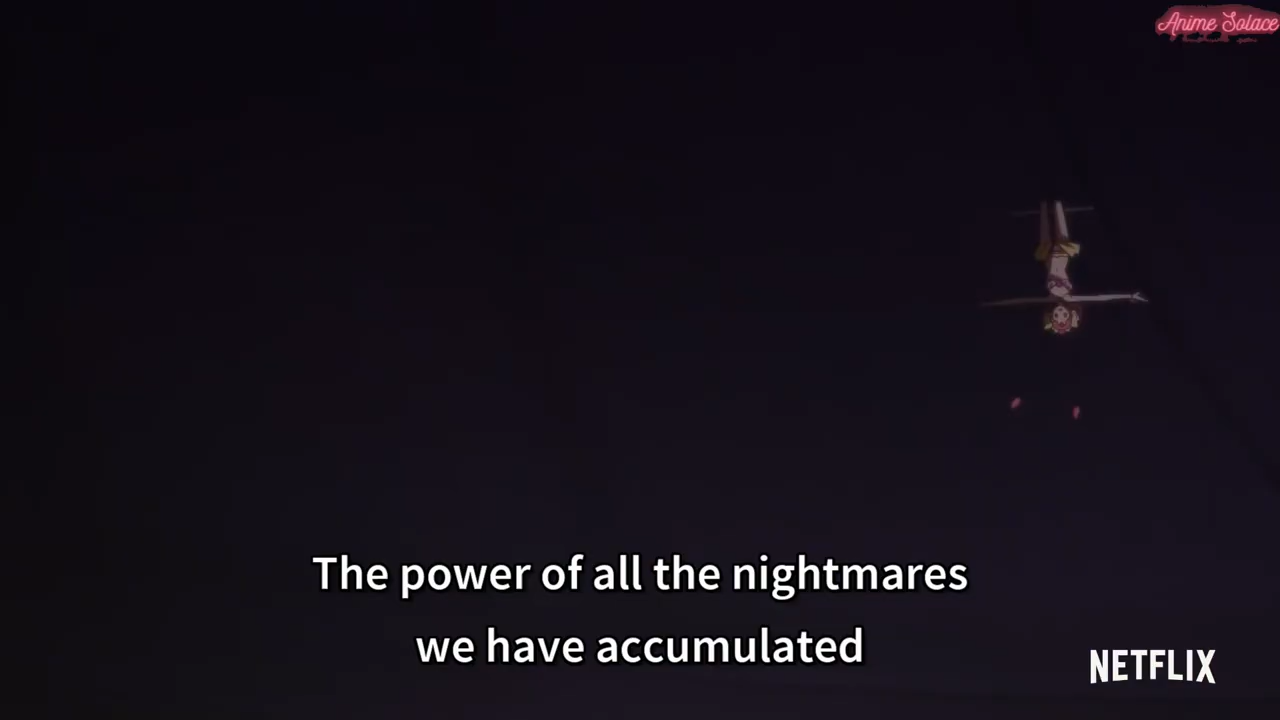 Anime Solace
The power of all the nightmares
we have accumulated
NETFLIX